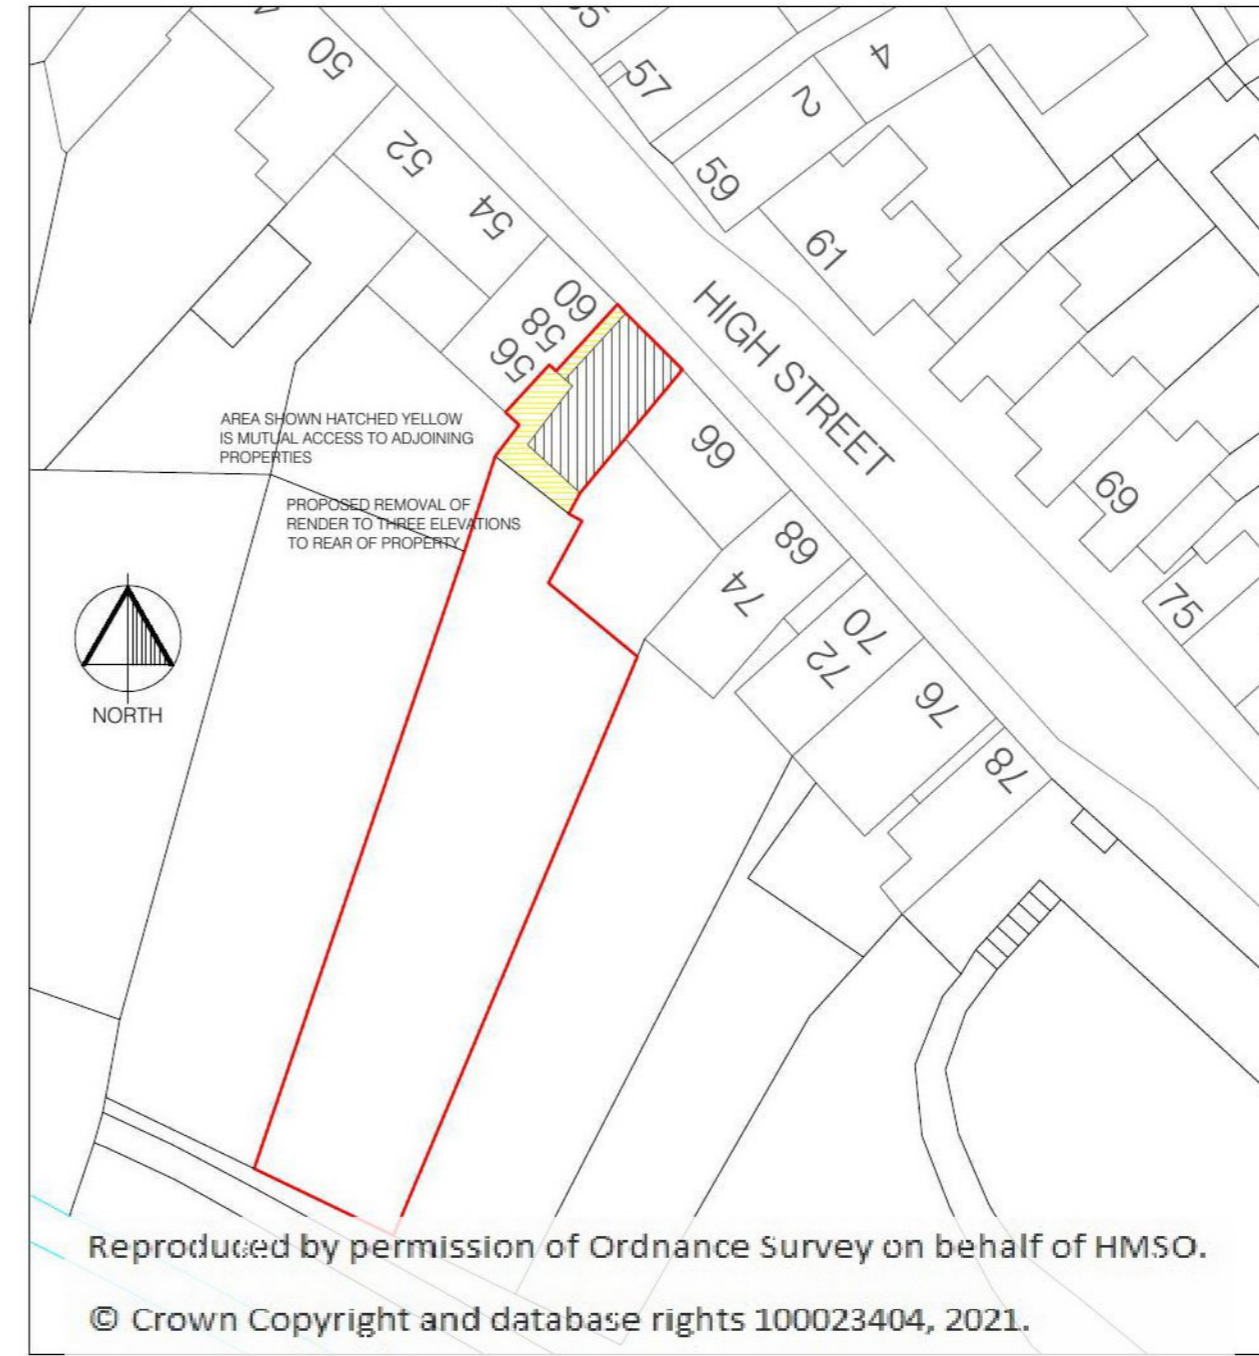 50
52
54
56
58
60
57
59
2
4
61
HIGH STREET
66
68
74
70
72
76
78
69
75
AREA SHOWN HATCHED YELLOW
IS MUTUAL ACCESS TO ADJOINING
PROPERTIES
PROPOSED REMOVAL OF
RENDER TO THREE ELEVATIONS
TO REAR OF PROPERTY
NORTH
Reproduced by permission of Ordnance Survey on behalf of HMSO.
© Crown Copyright and database rights 100023404, 2021.